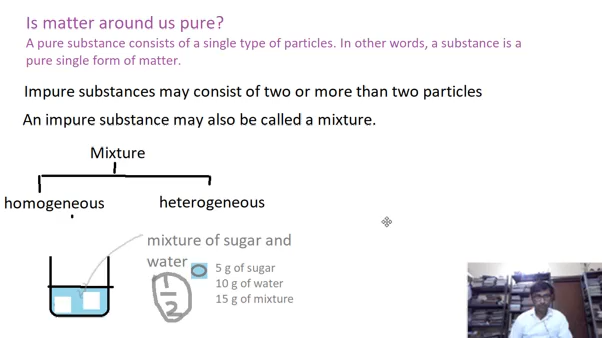 Is matter around us pure?
A pure substance consists of a single type of particles. In other words, a substance is a
pure single form of matter.
Impure substances may consist of two or more than two particles
An impure substance may also be called a mixture.
Mixture
homogeneous
heterogeneous
mixture of sugar and
water
5 g of sugar
10 g of water
15 g of mixture
1
2